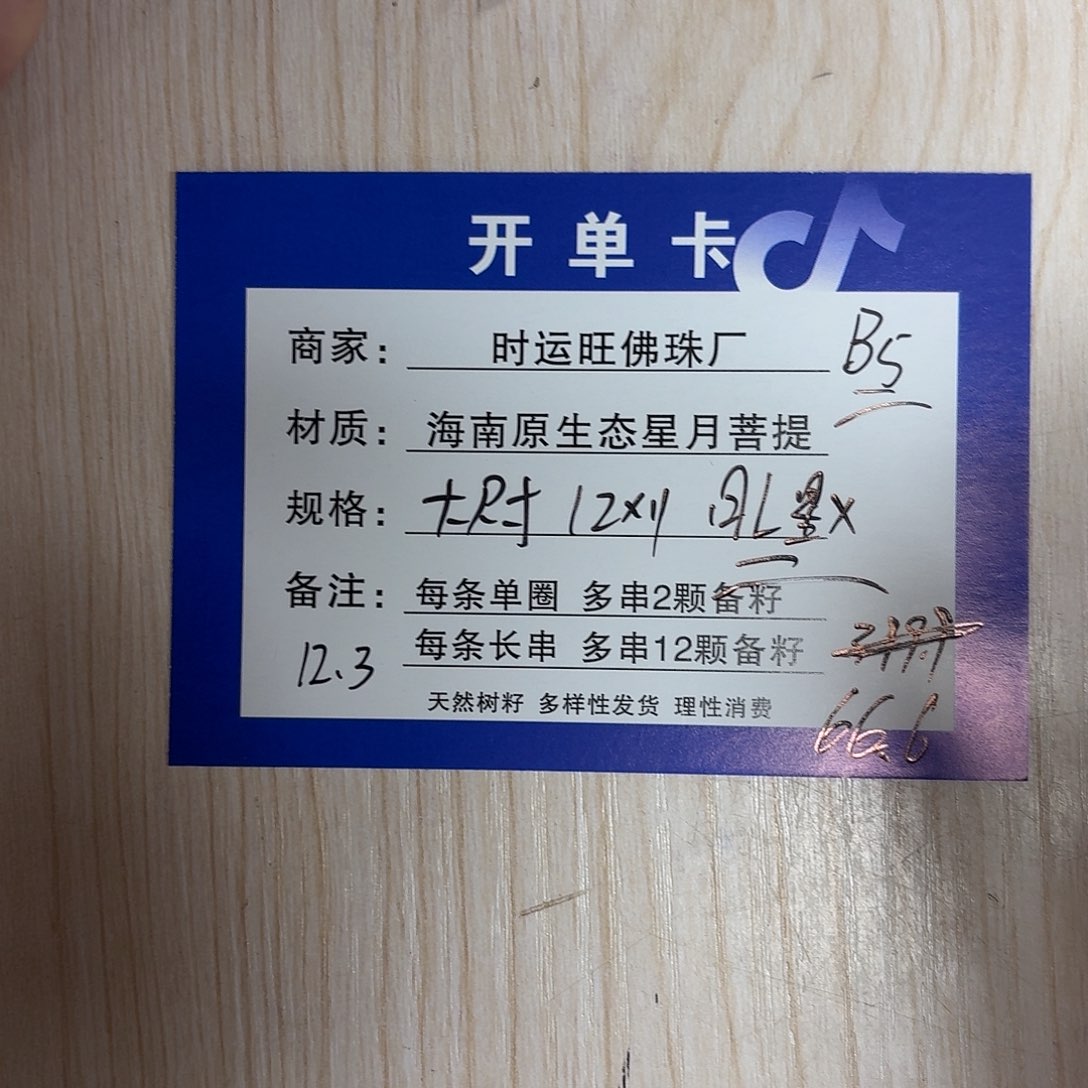 开单卡
商家： 时运旺佛珠厂 B5
材质： 海南原生态星月菩提
规格： 大尺寸 12×11
备注： 每条单圈 多串2颗备籽
12.3 每条长串 多串12颗备籽
天然树籽 多样性发货 理性消费
66.6